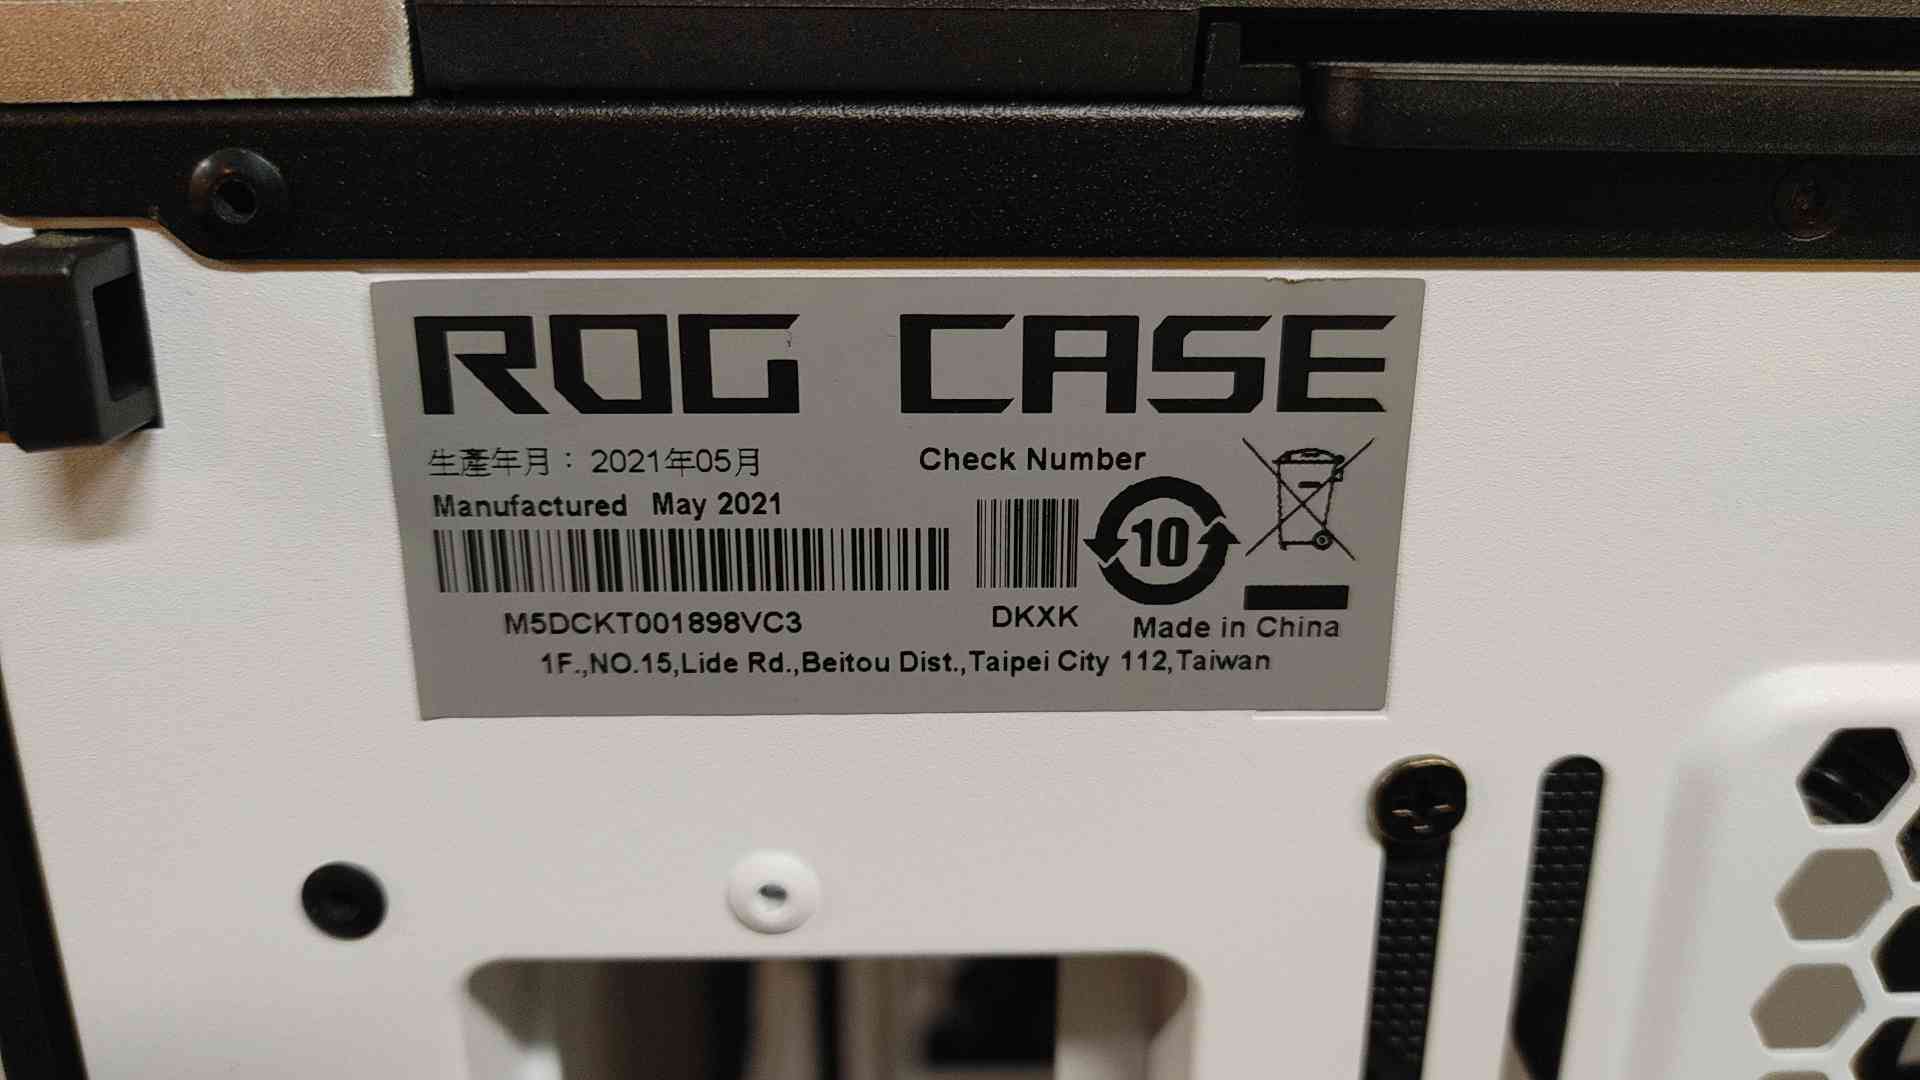 ROG CASE
生產年月： 2021年05月
Check Number
Manufactured May 2021
10
M5DCKT001898VC3
DKXK
Made in China
1F.,NO.15,Lide Rd.,Beitou Dist.,Taipei City 112,Taiwan